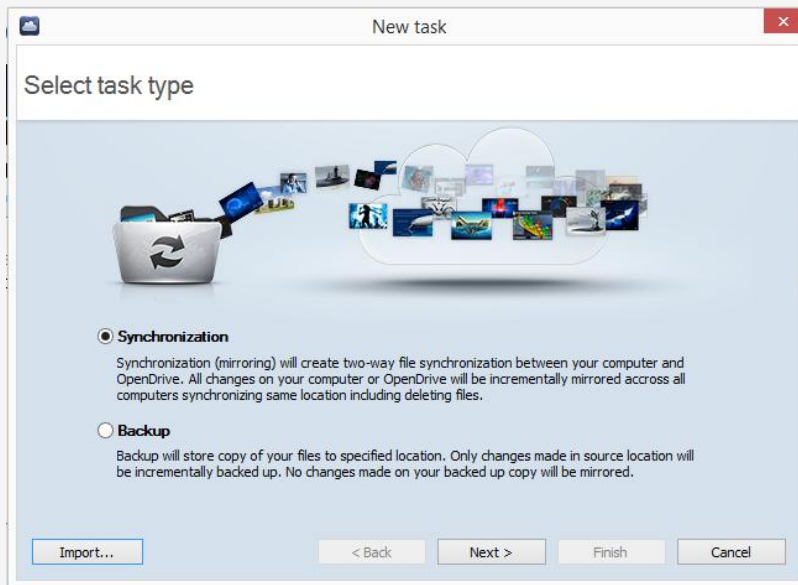 New task
Select task type
Synchronization
Synchronization (mirroring) will create two-way file synchronization between your computer and
OpenDrive. All changes on your computer or OpenDrive will be incrementally mirrored accross all
computers synchronizing same location including deleting files.
Backup
Backup will store copy of your files to specified location. Only changes made in source location will
be incrementally backed up. No changes made on your backed up copy will be mirrored.
Import... < Back Next > Finish Cancel